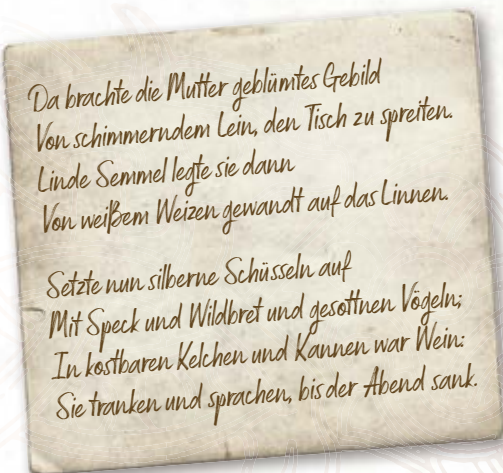 Da brachte die Mutter geblümtes Gebild
Von schimmerndem Lein, den Tisch zu spreiten.
Linde Semmel legte sie dann
Von weißem Weizen gewandt auf das Linnen.
Setzte nun silberne Schüsseln auf
Mit Speck und Wildbret und gesottnen Vögeln;
In kostbaren Kelchen und Kannen war Wein:
Sie tranken und sprachen, bis der Abend sank.